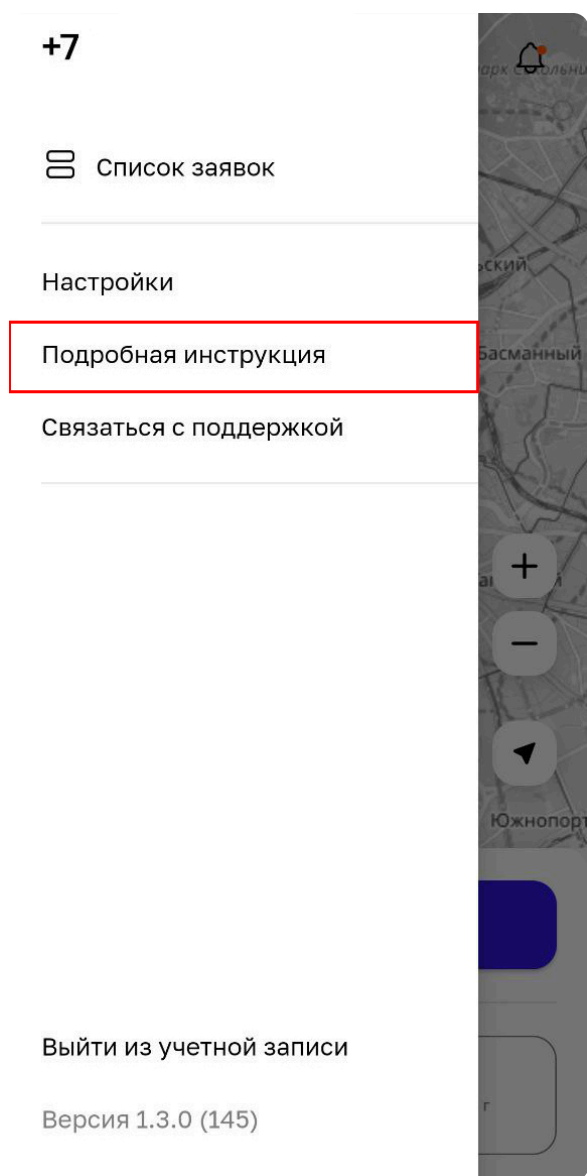 +7
Список заявок
Настройки
Подробная инструкция
Связаться с поддержкой
Басманный
Южнопорт
Выйти из учетной записи
Версия 1.3.0 (145)